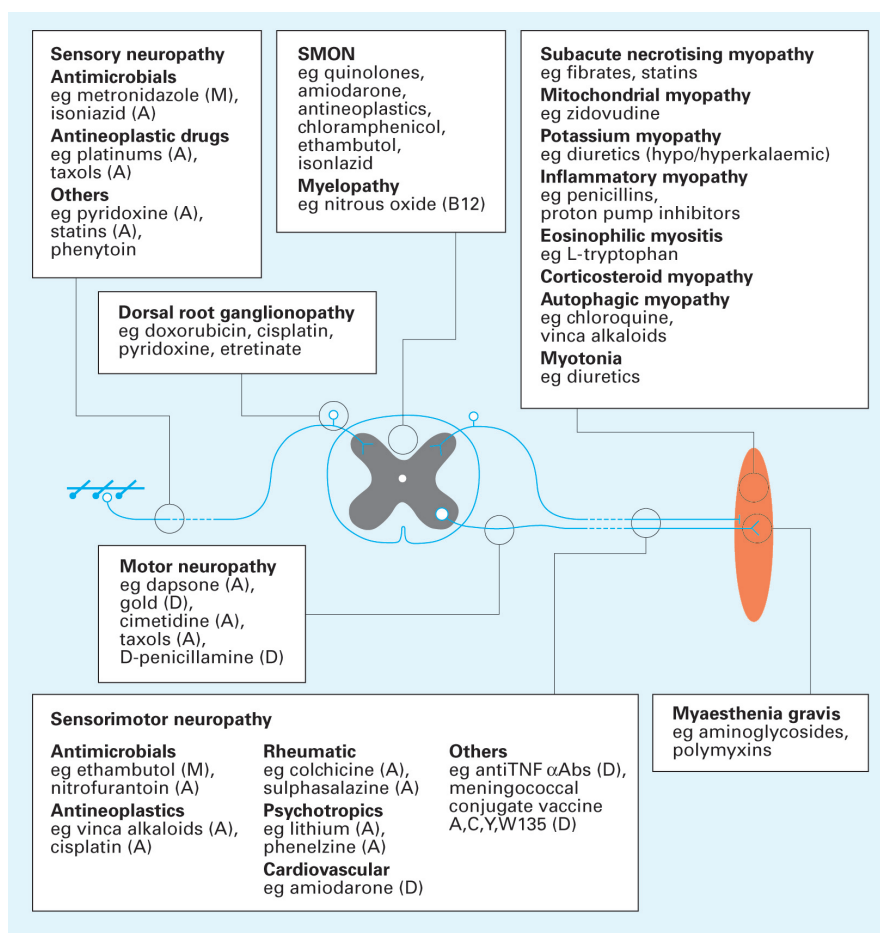 Sensory neuropathy
Antimicrobials
eg metronidazole (M),
isoniazid (A)
Antineoplastic drugs
eg platinums (A),
taxols (A)
Others
eg pyridoxine (A),
statins (A),
phenytoin
SMON
eg quinolones,
amiodarone,
antineoplastics,
chloramphenicol,
ethambutol,
isonlazid
Myelopathy
eg nitrous oxide (B12)
Subacute necrotising myopathy
eg fibrates, statins
Mitochondrial myopathy
eg zidovudine
Potassium myopathy
eg diuretics (hypo/hyperkalaemic)
Inflammatory myopathy
eg penicillins,
proton pump inhibitors
Eosinophilic myositis
eg L-tryptophan
Corticosteroid myopathy
Autophagic myopathy
eg chloroquine,
vinca alkaloids
Myotonia
eg diuretics
Dorsal root ganglionopathy
eg doxorubicin, cisplatin,
pyridoxine, etretinate
Motor neuropathy
eg dapsone (A),
gold (D),
cimetidine (A),
taxols (A),
D-penicillamine (D)
Sensorimotor neuropathy
Antimicrobials
eg ethambutol (M),
nitrofurantoin (A)
Antineoplastics
eg vinca alkaloids (A),
cisplatin (A)
Rheumatic
eg colchicine (A),
sulphasalazine (A)
Psychotropics
eg lithium (A),
phenelzine (A)
Cardiovascular
eg amiodarone (D)
Others
eg antiTNF αAbs (D),
meningococcal
conjugate vaccine
A,C,Y,W135 (D)
Myaesthenia gravis
eg aminoglycosides,
polymyxins